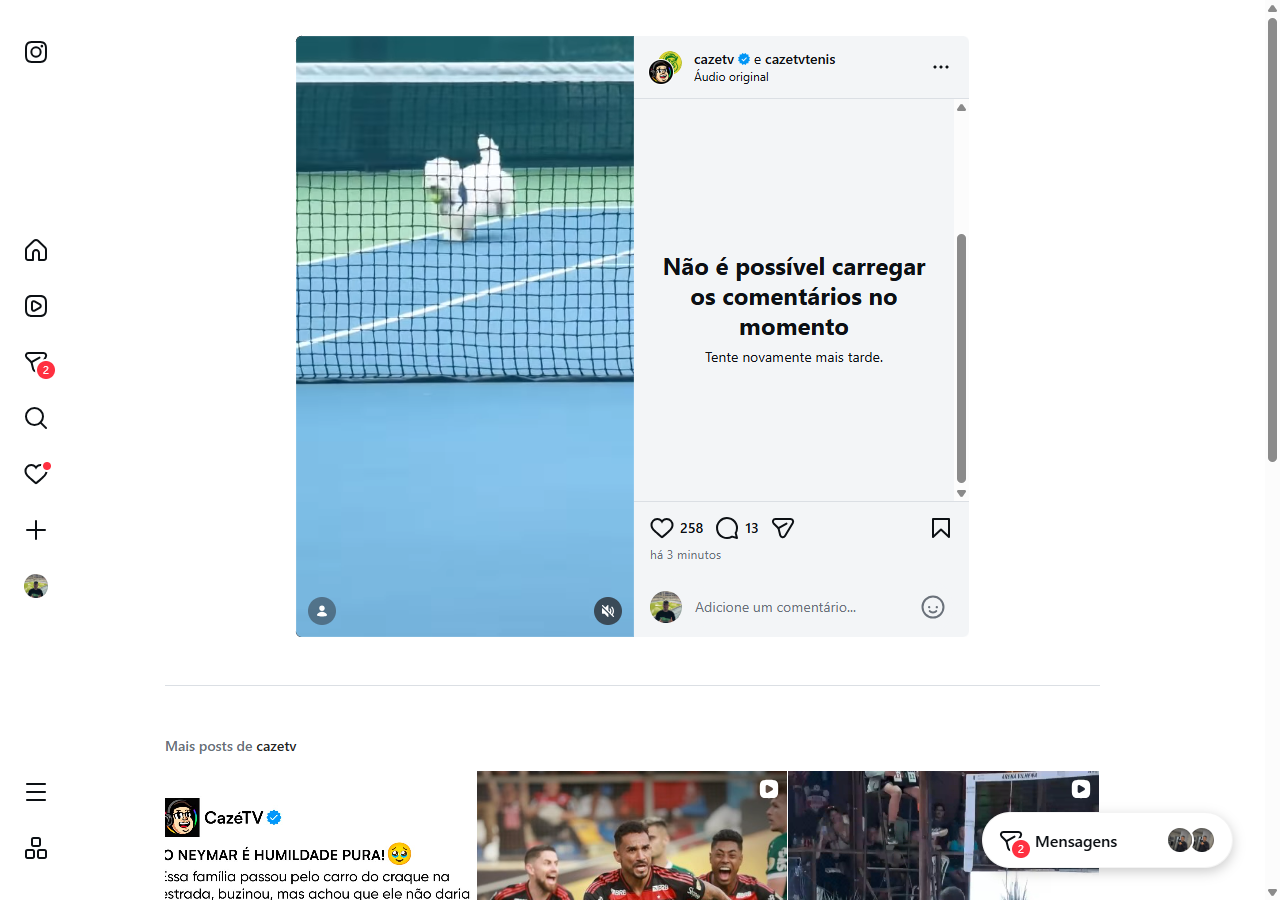 cazetv e cazetvtenis
Áudio original
Não é possível carregar
os comentários no
momento
Tente novamente mais tarde.
258
13
há 3 minutos
Adicione um comentário...
2
Mais posts de cazetv
CazéTV
O NEYMAR É HUMILDADE PURA!
Essa família passou pelo carro do craque na
estrada, buzinou, mas achou que ele não daria
ARENA VILHENA
2
Mensagens